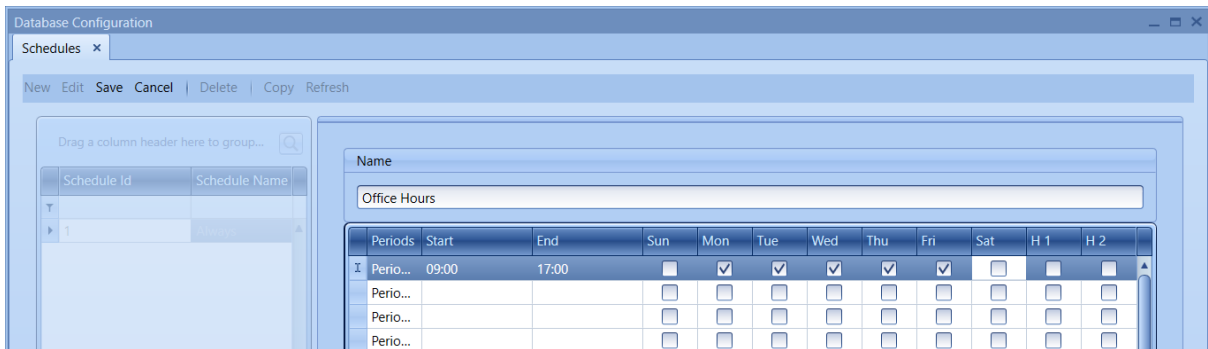 Database Configuration
Schedules ×
New Edit Save Cancel | Delete | Copy Refresh
Drag a column header here to group...
Schedule Id Schedule Name
1 Always
Name
Office Hours
Periods Start End Sun Mon Tue Wed Thu Fri Sat H 1 H 2
Perio... 09:00 17:00
Perio...
Perio...
Perio...